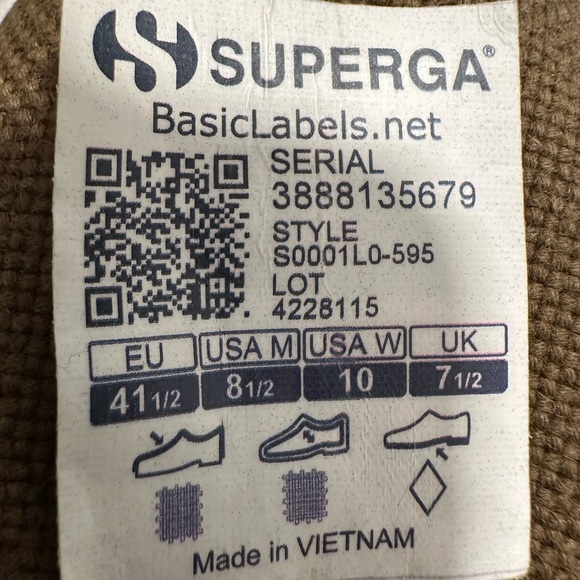 SUPERGA®
BasicLabels.net
SERIAL
3888135679
STYLE
S0001L0-595
LOT
4228115
EU USA M USA W UK
41 1/2 8 1/2 10 7 1/2
Made in VIETNAM